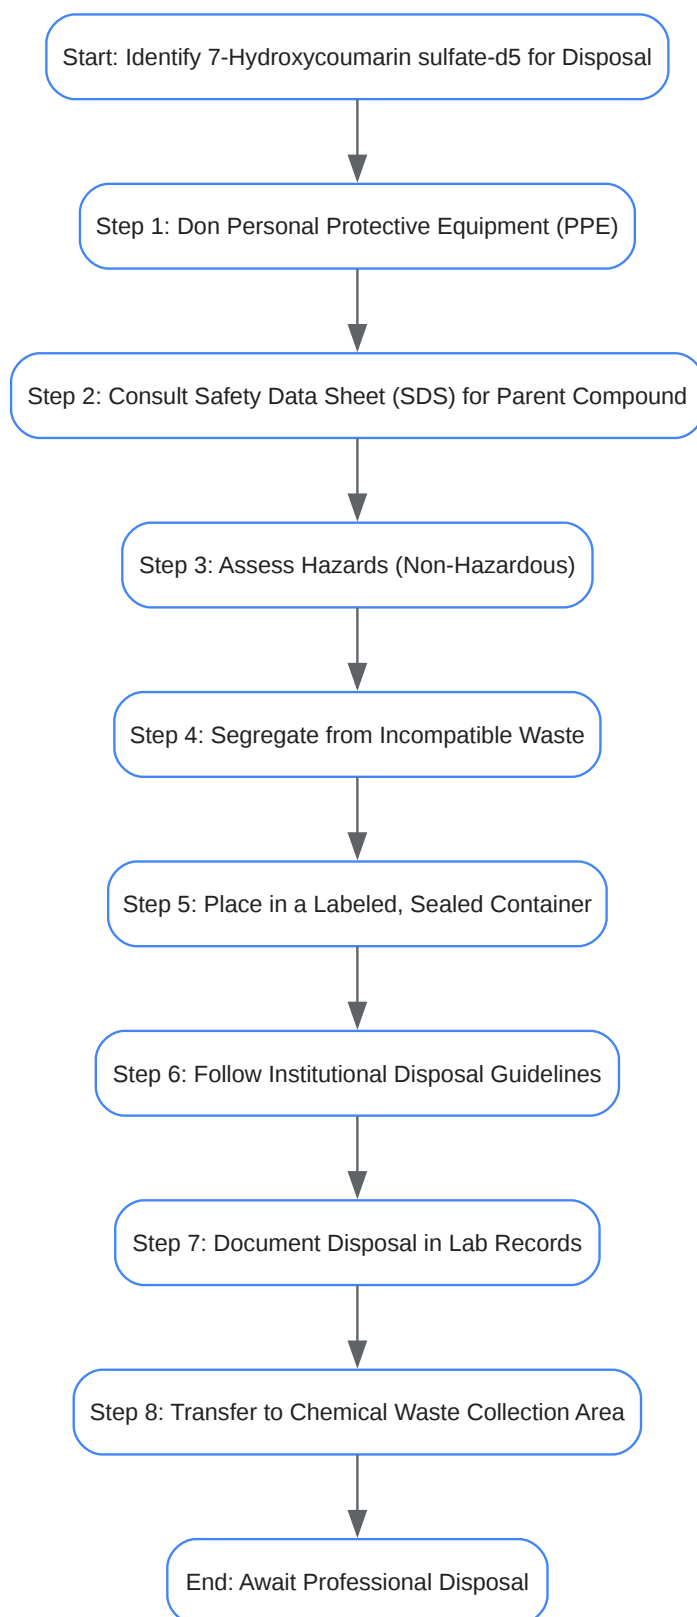 Start: Identify 7-Hydroxycoumarin sulfate-d5 for Disposal
Step 1: Don Personal Protective Equipment (PPE)
Step 2: Consult Safety Data Sheet (SDS) for Parent Compound
Step 3: Assess Hazards (Non-Hazardous)
Step 4: Segregate from Incompatible Waste
Step 5: Place in a Labeled, Sealed Container
Step 6: Follow Institutional Disposal Guidelines
Step 7: Document Disposal in Lab Records
Step 8: Transfer to Chemical Waste Collection Area
End: Await Professional Disposal